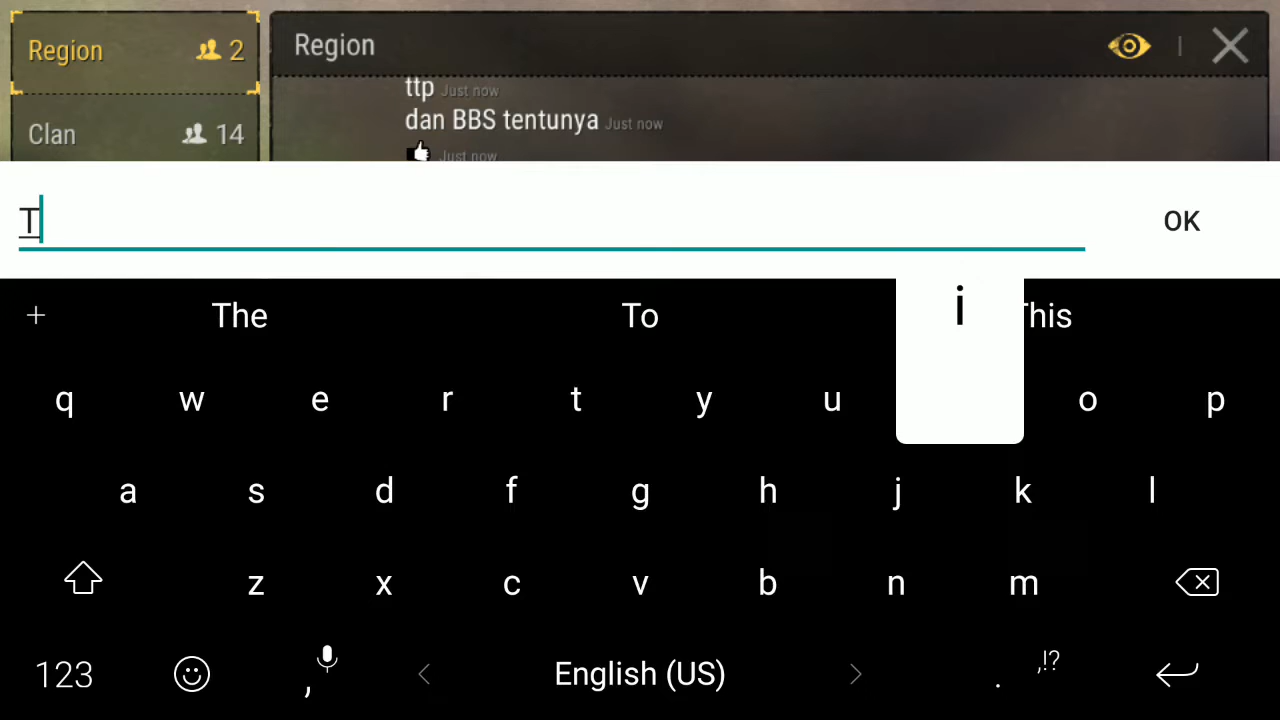 Region 2
Region
ttp Just now
dan BBS tentunya Just now
Clan 14
Just now
T
OK
+ The To This
i
q w e r t y u o p
a s d f g h j k l
z x c v b n m
123 , < English (US) > . ,!?